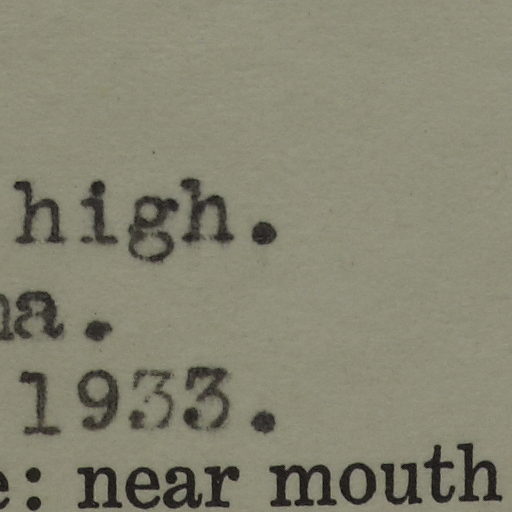 high.
na.
1933.
e: near mouth